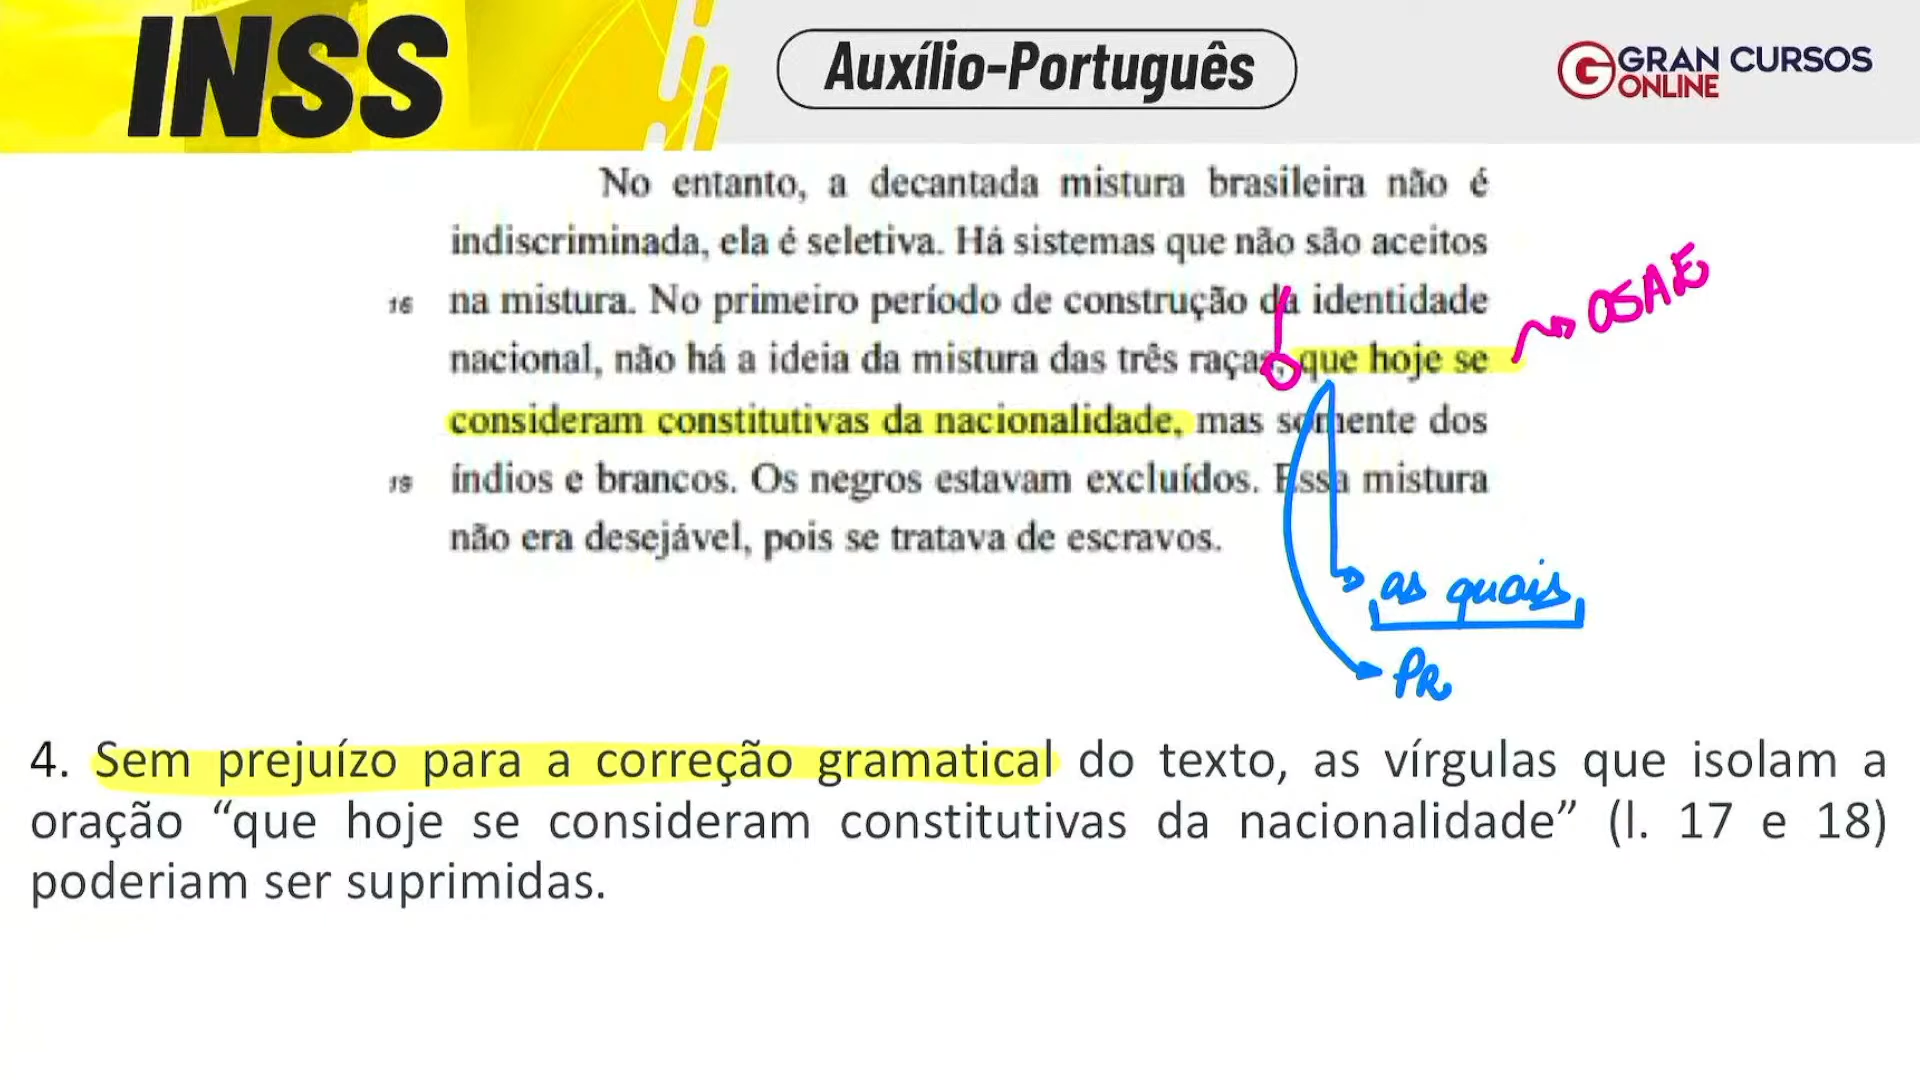 INSS
Auxílio-Português
GRAN CURSOS
ONLINE
No entanto, a decantada mistura brasileira não é
indiscriminada, ela é seletiva. Há sistemas que não são aceitos
16 na mistura. No primeiro período de construção da identidade
nacional, não há a ideia da mistura das três raças, que hoje se
OSAE
consideram constitutivas da nacionalidade, mas somente dos
19 índios e brancos. Os negros estavam excluídos. Essa mistura
não era desejável, pois se tratava de escravos.
as quais
PR
4. Sem prejuízo para a correção gramatical do texto, as vírgulas que isolam a
oração “que hoje se consideram constitutivas da nacionalidade” (l. 17 e 18)
poderiam ser suprimidas.